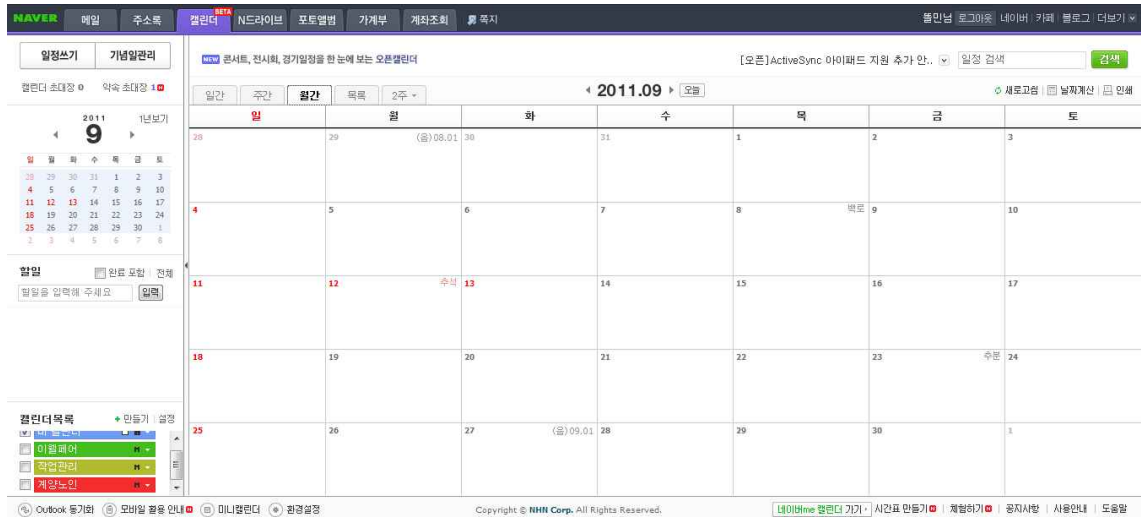 NAVER 메일 주소록 캘린더 BETA N드라이브 포토앨범 가계부 계좌조회 쪽지 똘민님 로그아웃 네이버 카페 블로그 더보기
일정쓰기 기념일관리
NEW 콘서트, 전시회, 경기일정을 한 눈에 보는 오픈캘린더
[오픈]ActiveSync 아이패드 지원 추가 안.. 일정 검색 검색
캘린더 초대장 0 약속 초대장 1
일간 주간 월간 목록 2주
2011.09 오늘
새로고침 날짜계산 인쇄
2011
9
1년보기
일 월 화 수 목 금 토
28 29 30 31 1 2 3
4 5 6 7 8 9 10
11 12 13 14 15 16 17
18 19 20 21 22 23 24
25 26 27 28 29 30 1
2 3 4 5 6 7 8
할일 완료 포함 전체
할일을 입력해 주세요 입력
캘린더목록 만들기 설정
이웰페어
작업관리
계양노인
일 월 화 수 목 금 토
28 29 (음)08.01 30 31 1 2 3
4 5 6 7 8 백로 9 10
11 12 추석 13 14 15 16 17
18 19 20 21 22 23 추분 24
25 26 27 (음)09.01 28 29 30 1
Outlook 동기화 모바일 활용 안내 미니캘린더 환경설정
Copyright © NHN Corp. All Rights Reserved.
네이버me 캘린더 가기 시간표 만들기 체험하기 공지사항 사용안내 도움말